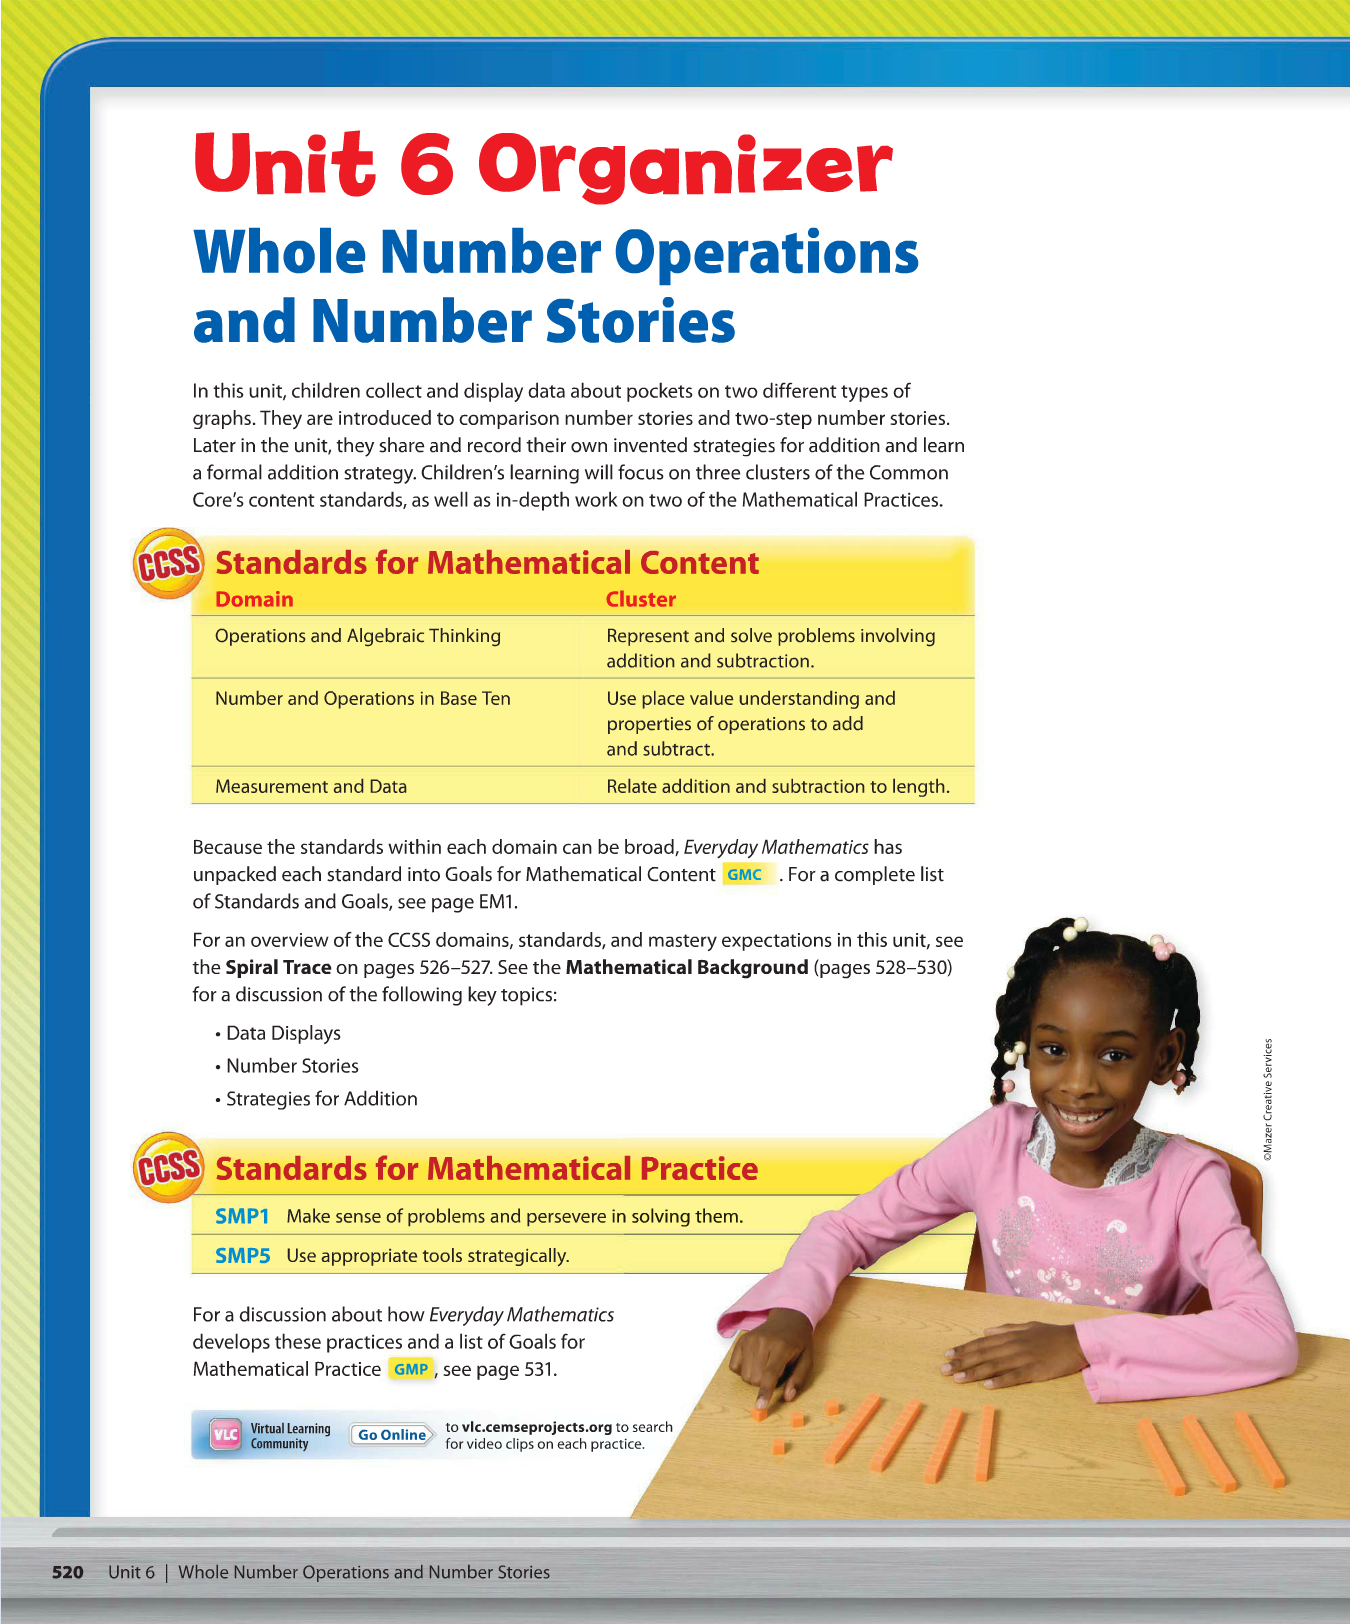 Unit 6 Organizer
Whole Number Operations
and Number Stories
In this unit, children collect and display data about pockets on two different types of
graphs. They are introduced to comparison number stories and two-step number stories.
Later in the unit, they share and record their own invented strategies for addition and learn
a formal addition strategy. Children's learning will focus on three clusters of the Common
Core's content standards, as well as in-depth work on two of the Mathematical Practices.
CCSS Standards for Mathematical Content
Domain Cluster
Operations and Algebraic Thinking Represent and solve problems involving
addition and subtraction.
Number and Operations in Base Ten Use place value understanding and
properties of operations to add
and subtract.
Measurement and Data Relate addition and subtraction to length.
Because the standards within each domain can be broad, Everyday Mathematics has
unpacked each standard into Goals for Mathematical Content GMC . For a complete list
of Standards and Goals, see page EM1.
For an overview of the CCSS domains, standards, and mastery expectations in this unit, see
the Spiral Trace on pages 526–527. See the Mathematical Background (pages 528–530)
for a discussion of the following key topics:
• Data Displays
• Number Stories
• Strategies for Addition
CCSS Standards for Mathematical Practice
SMP1 Make sense of problems and persevere in solving them.
SMP5 Use appropriate tools strategically.
For a discussion about how Everyday Mathematics
develops these practices and a list of Goals for
Mathematical Practice GMP , see page 531.
VLC Virtual Learning
Community
Go Online
to vlc.cemseprojects.org to search
for video clips on each practice.
©Mazer Creative Services
520 Unit 6 | Whole Number Operations and Number Stories